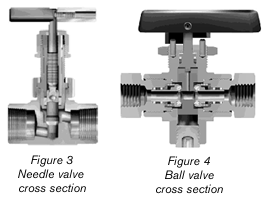 Figure 3
Needle valve
cross section
Figure 4
Ball valve
cross section